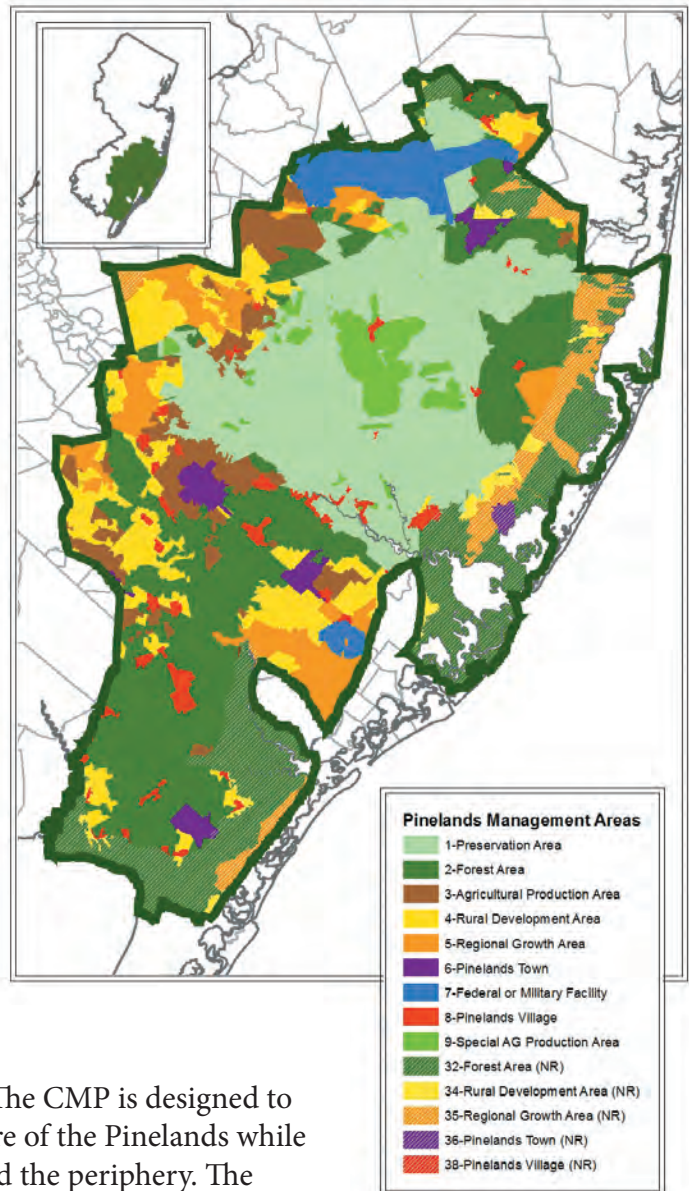 Pinelands Management Areas
1-Preservation Area
2-Forest Area
3-Agricultural Production Area
4-Rural Development Area
5-Regional Growth Area
6-Pinelands Town
7-Federal or Military Facility
8-Pinelands Village
9-Special AG Production Area
32-Forest Area (NR)
34-Rural Development Area (NR)
35-Regional Growth Area (NR)
36-Pinelands Town (NR)
38-Pinelands Village (NR)
The CMP is designed to
re of the Pinelands while
d the periphery. The